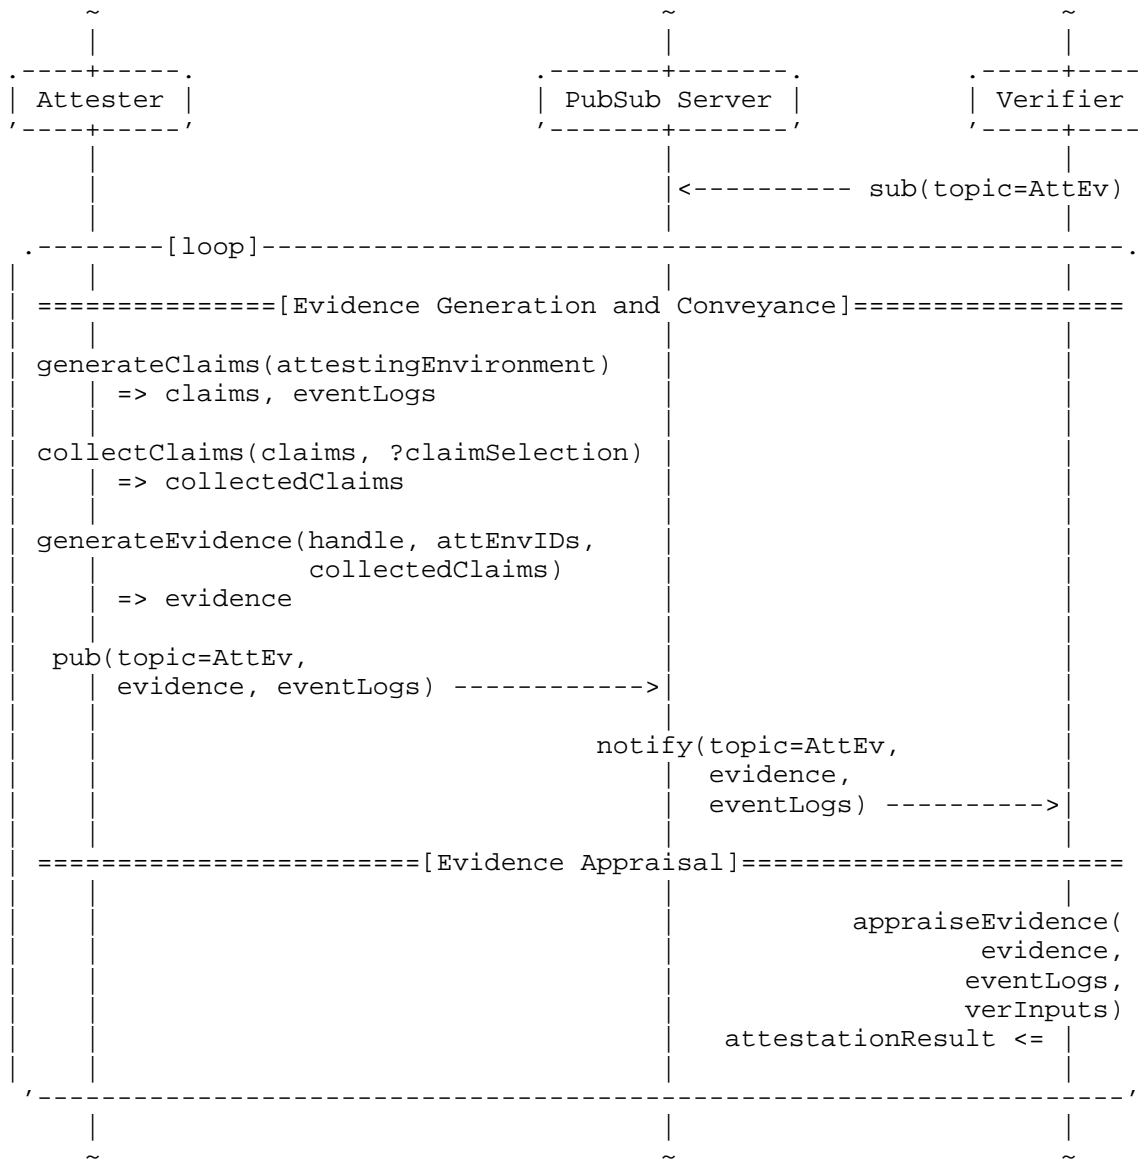 ~                                   ~                        ~
     |                                   |                        |
.----+-----.                     .-------+-------.          .-----+----
| Attester |                     | PubSub Server |          | Verifier
'----+-----'                     '-------+-------'          '-----+----
     |                                   |                        |
     |                                   |<---------- sub(topic=AttEv)
     |                                   |                        |
 .--------[loop]------------------------------------------------------.
|    |                                   |                        |
| ===============[Evidence Generation and Conveyance]=================
|    |                                   |                        |
| generateClaims(attestingEnvironment)   |                        |
|    | => claims, eventLogs              |                        |
|    |                                   |                        |
| collectClaims(claims, ?claimSelection) |                        |
|    | => collectedClaims                |                        |
|    |                                   |                        |
| generateEvidence(handle, attEnvIDs,    |                        |
|    |             collectedClaims)      |                        |
|    | => evidence                       |                        |
|    |                                   |                        |
|  pub(topic=AttEv,                      |                        |
|    | evidence, eventLogs) ------------>|                        |
|    |                                   |                        |
|    |                              notify(topic=AttEv,           |
|    |                                   |  evidence,             |
|    |                                   |  eventLogs) ---------->|
|    |                                   |                        |
| ========================[Evidence Appraisal]========================
|    |                                   |                        |
|    |                                   |           appraiseEvidence(
|    |                                   |                   evidence,
|    |                                   |                  eventLogs,
|    |                                   |                  verInputs)
|    |                                   |   attestationResult <= |
|    |                                   |                        |
 '--------------------------------------------------------------------'
     |                                   |                        |
     ~                                   ~                        ~